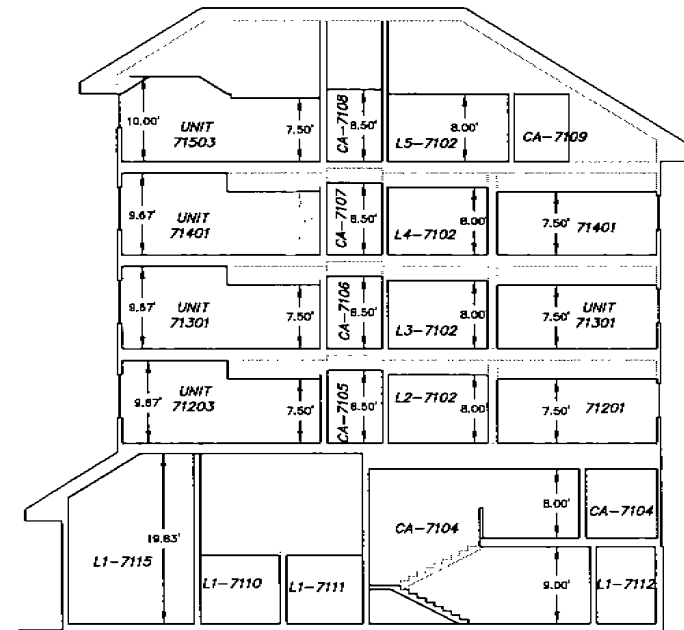 10.00'
UNIT
71503
7.50'
CA-7108
8.50'
L5-7102
8.00'
CA-7109
9.67'
UNIT
71401
CA-7107
8.50'
L4-7102
8.00'
7.50'
71401
9.67'
UNIT
71301
7.50'
CA-7106
8.50'
L3-7102
8.00'
7.50'
UNIT
71301
9.67'
UNIT
71203
7.50'
CA-7105
8.50'
L2-7102
8.00'
7.50'
71201
19.83'
L1-7115
L1-7110
L1-7111
CA-7104
8.00'
CA-7104
9.00'
L1-7112